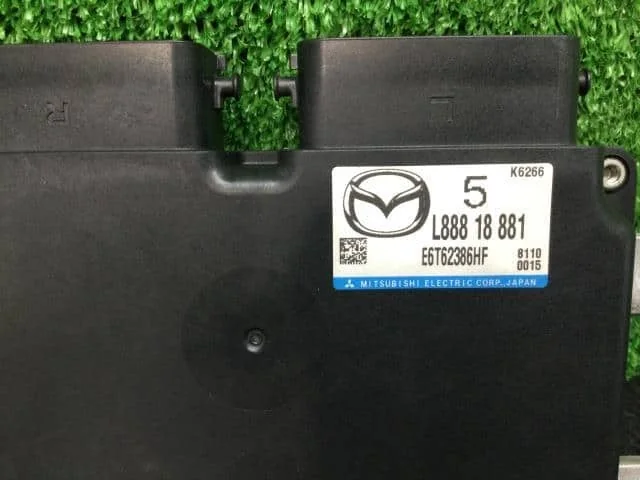 R
L
K6266
5
L888 18 881
E6T62386HF
8110
0015
MITSUBISHI ELECTRIC CORP., JAPAN